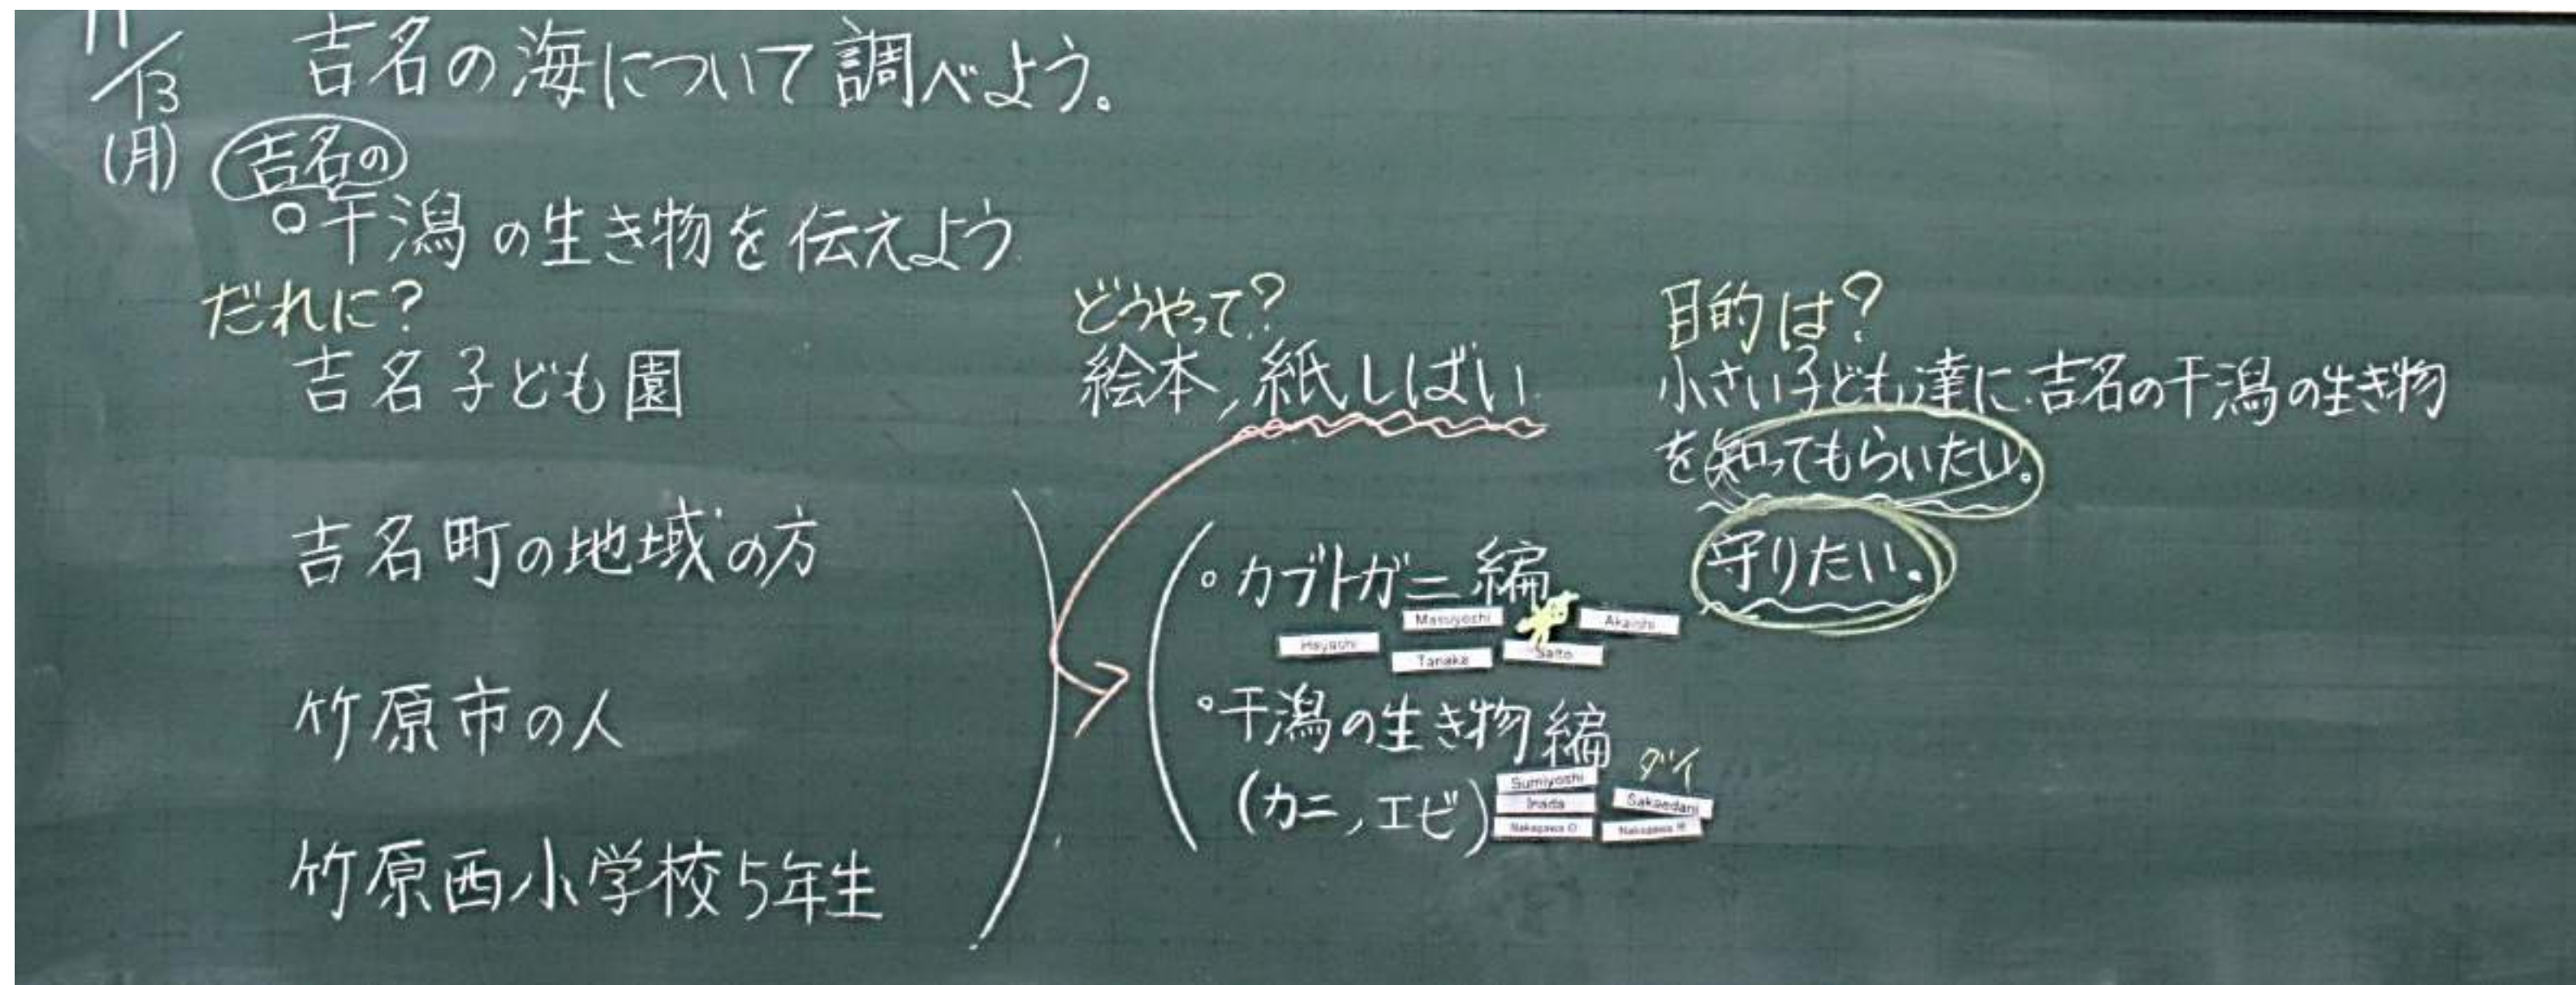 11/13
(月)
吉名の海について調べよう。
吉名の
○干潟の生き物を伝えよう
だれに?
吉名子ども園
吉名町の地域の方
竹原市の人
竹原西小学校5年生
どうやって?
絵本,紙しばい
。カブトガニ編
Masuyoshi
Akaishi
Hayashi
Tanaka
Saito
。干潟の生き物編
(カニ,エビ)
Sumiyoshi
Inada
Sakaedani
目的は?
小さい子ども達に吉名の干潟の生き物
を知ってもらいたい。
守りたい。